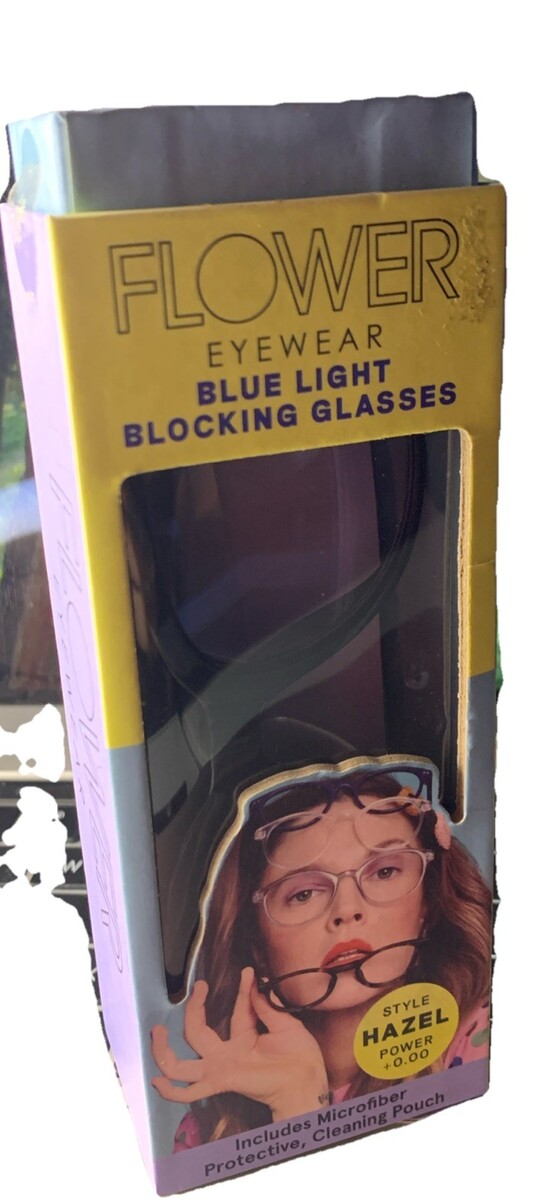 FLOWER
EYEWEAR
BLUE LIGHT
BLOCKING GLASSES
STYLE
HAZEL
POWER
+0.00
Includes Microfiber
Protective, Cleaning Pouch